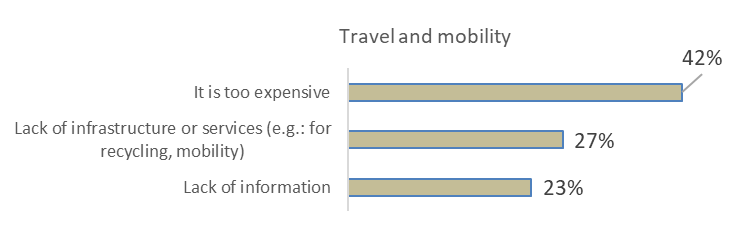 Travel and mobility
42%
It is too expensive
Lack of infrastructure or services (e.g.: for
recycling, mobility)
27%
Lack of information
23%